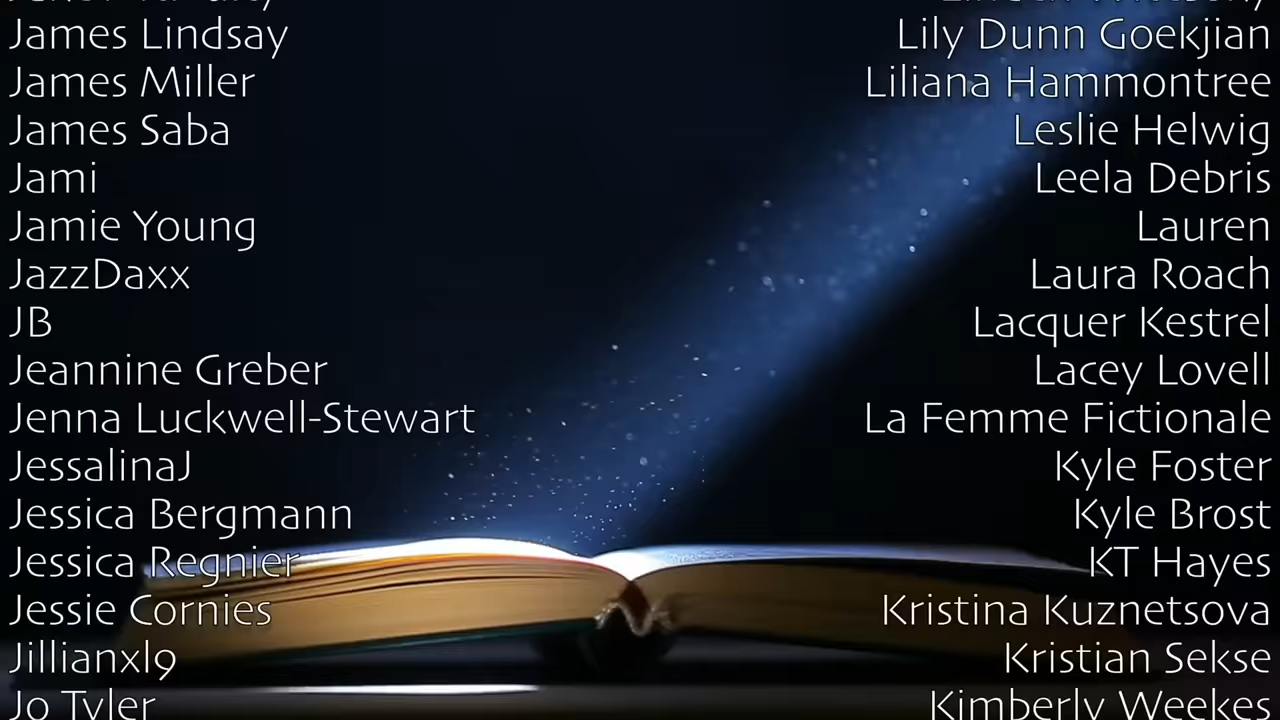 James Lindsay
James Miller
James Saba
Jami
Jamie Young
JazzDaxx
JB
Jeannine Greber
Jenna Luckwell-Stewart
JessalinaJ
Jessica Bergmann
Jessica Regnier
Jessie Cornies
Jillianxl9
Jo Tyler
Lily Dunn Goekjian
Liliana Hammontree
Leslie Helwig
Leela Debris
Lauren
Laura Roach
Lacquer Kestrel
Lacey Lovell
La Femme Fictionale
Kyle Foster
Kyle Brost
KT Hayes
Kristina Kuznetsova
Kristian Sekse
Kimberly Weekes